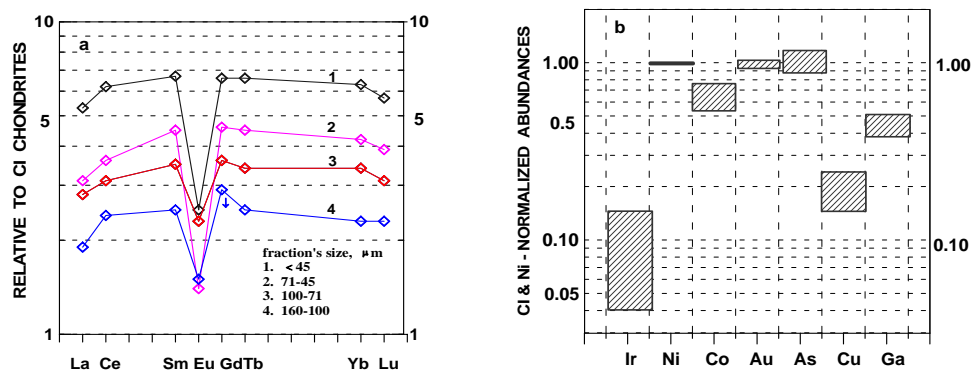 RELATIVE TO CI CHONDRITES
10
5
1
a
1
2
3
4
fraction's size, μm
1. <45
2. 71-45
3. 100-71
4. 160-100
10
5
1
La Ce Sm Eu GdTb Yb Lu
CI & Ni - NORMALIZED ABUNDANCES
b
1.00
0.5
0.10
0.05
1.00
0.10
Ir Ni Co Au As Cu Ga